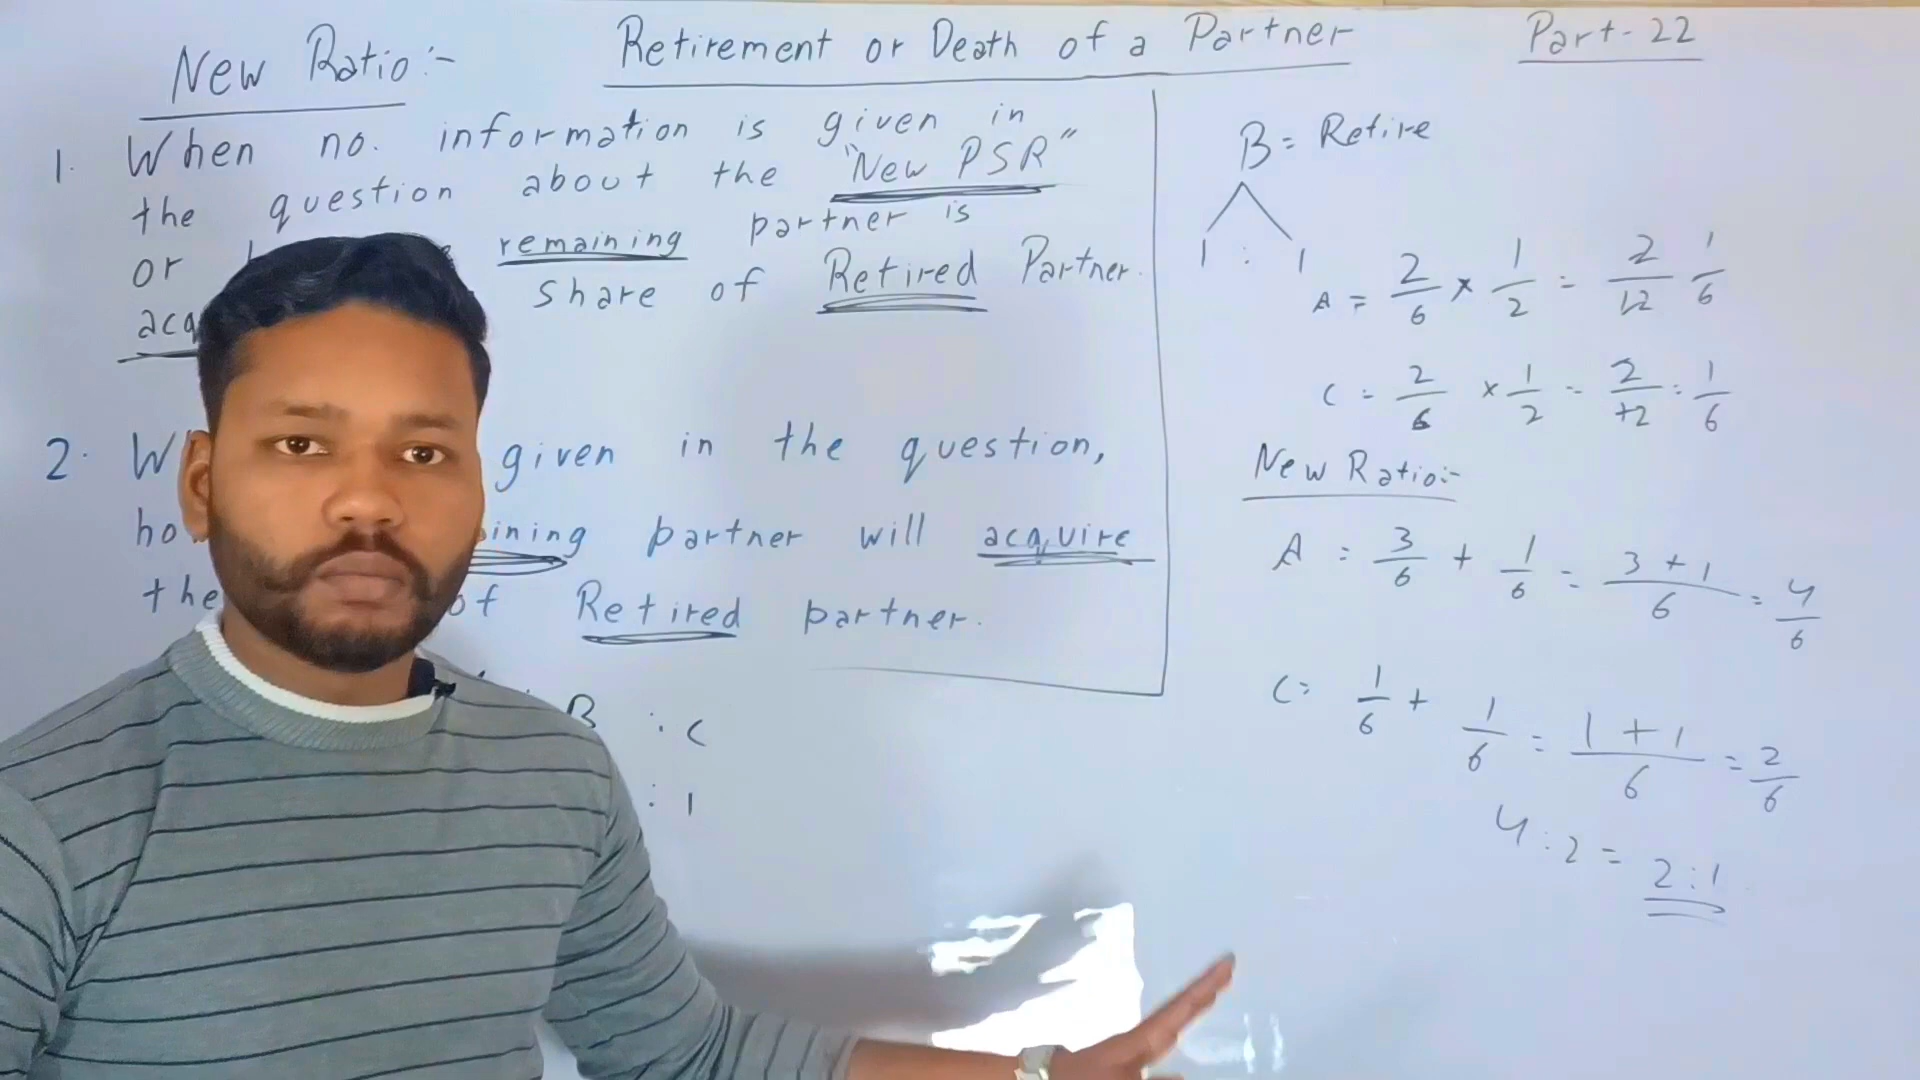 New Ratio:-
Retirement or Death of a Partner
Part-22
1. When no. information is given in
the question about the "New PSR"
or remaining partner is
share of Retired Partner.
2. given in the question,
partner will acquire
the of Retired partner.
B : C
: 1
B = Retire
1 : 1
A = 2/6 × 1/2 = 2/12 1/6
C = 2/6 × 1/2 = 2/12 = 1/6
New Ratio:-
A = 3/6 + 1/6 = 3+1/6 = 4/6
C = 1/6 + 1/6 = 1+1/6 = 2/6
4:2 = 2:1